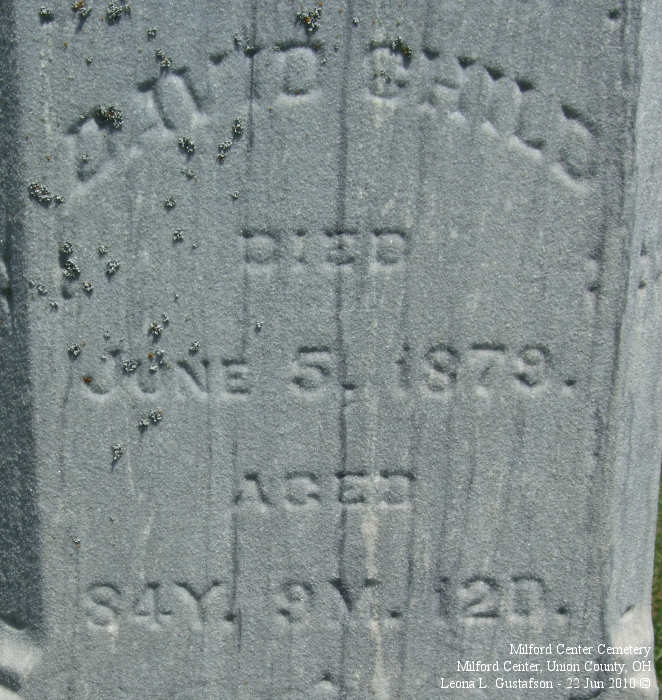 DAVID
DIED
JUNE 5. 1879.
AGED
84Y. 9M. 12D.
Milford Center Cemetery
Milford Center, Union County, OH
Leona L. Gustafson - 22 Jun 2010 ©